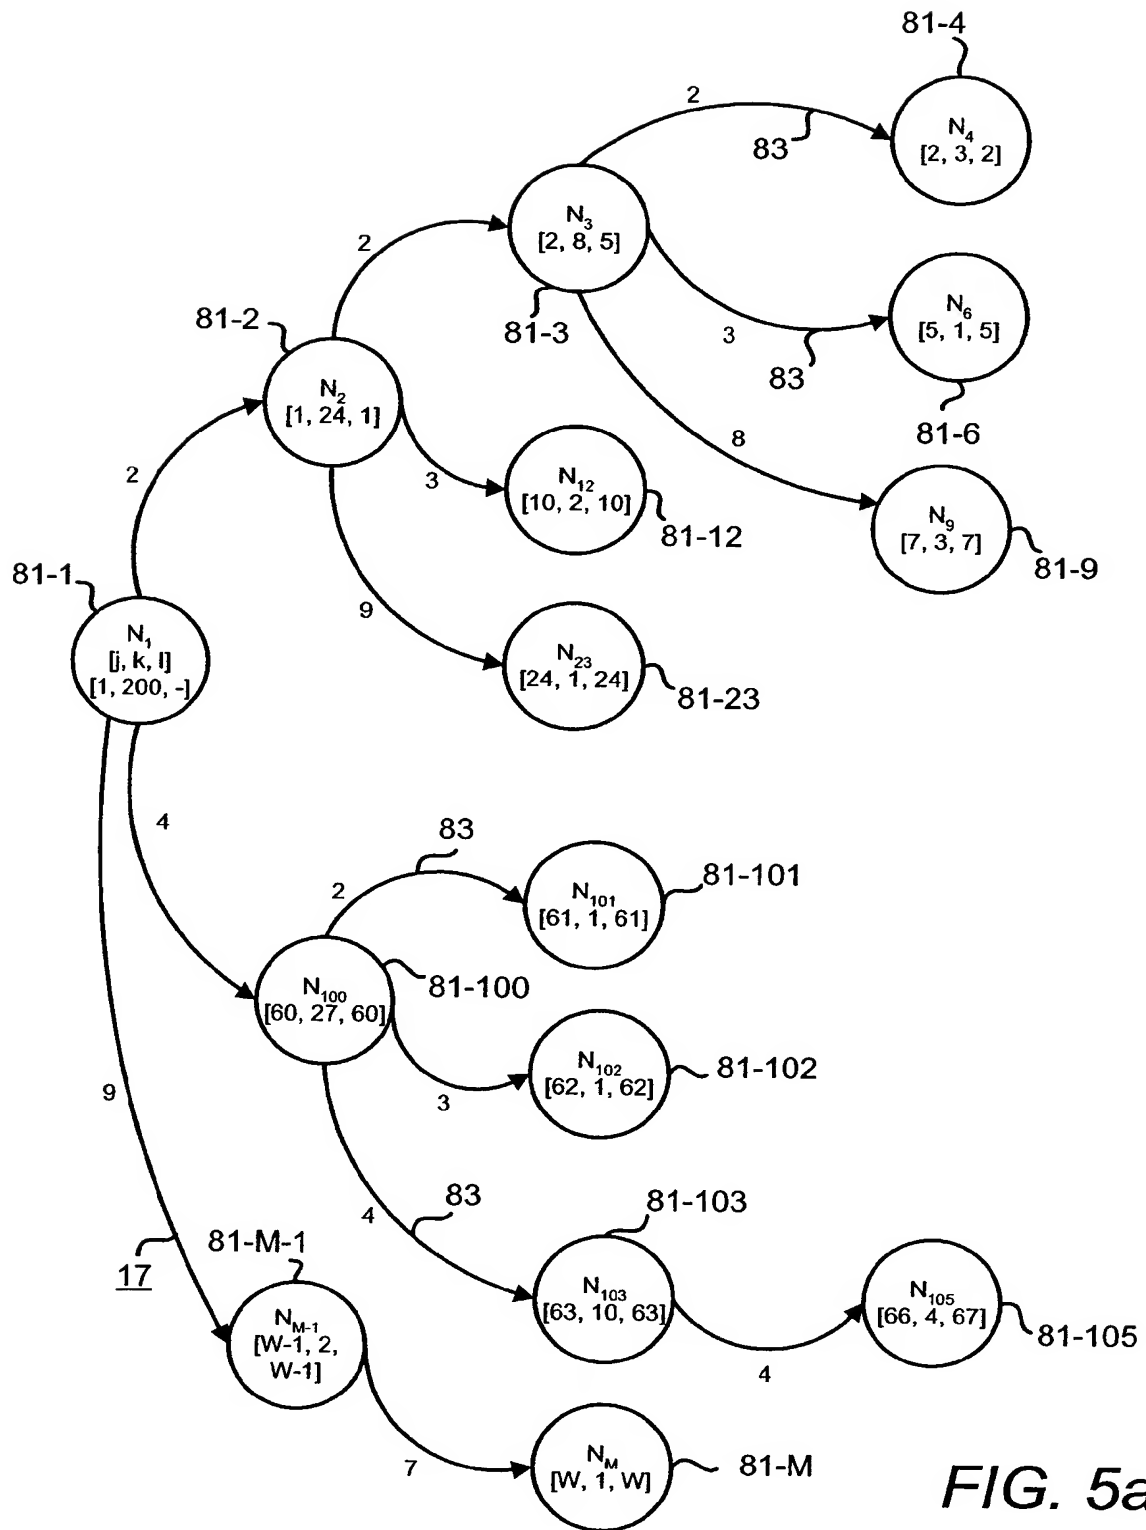 81-4
2
83
N4
[2, 3, 2]
N3
[2, 8, 5]
2
81-3
3
83
N6
[5, 1, 5]
81-6
81-2
N2
[1, 24, 1]
8
2
3
N12
[10, 2, 10]
81-12
N9
[7, 3, 7]
81-9
81-1
9
N1
[j, k, l]
[1, 200, -]
N23
[24, 1, 24]
81-23
4
83
2
N101
[61, 1, 61]
81-101
N100
[60, 27, 60]
81-100
N102
[62, 1, 62]
81-102
9
3
4
83
81-103
81-M-1
17
N103
[63, 10, 63]
N105
[66, 4, 67]
81-105
NM-1
[W-1, 2,
W-1]
4
7
NM
[W, 1, W]
81-M
FIG. 5a